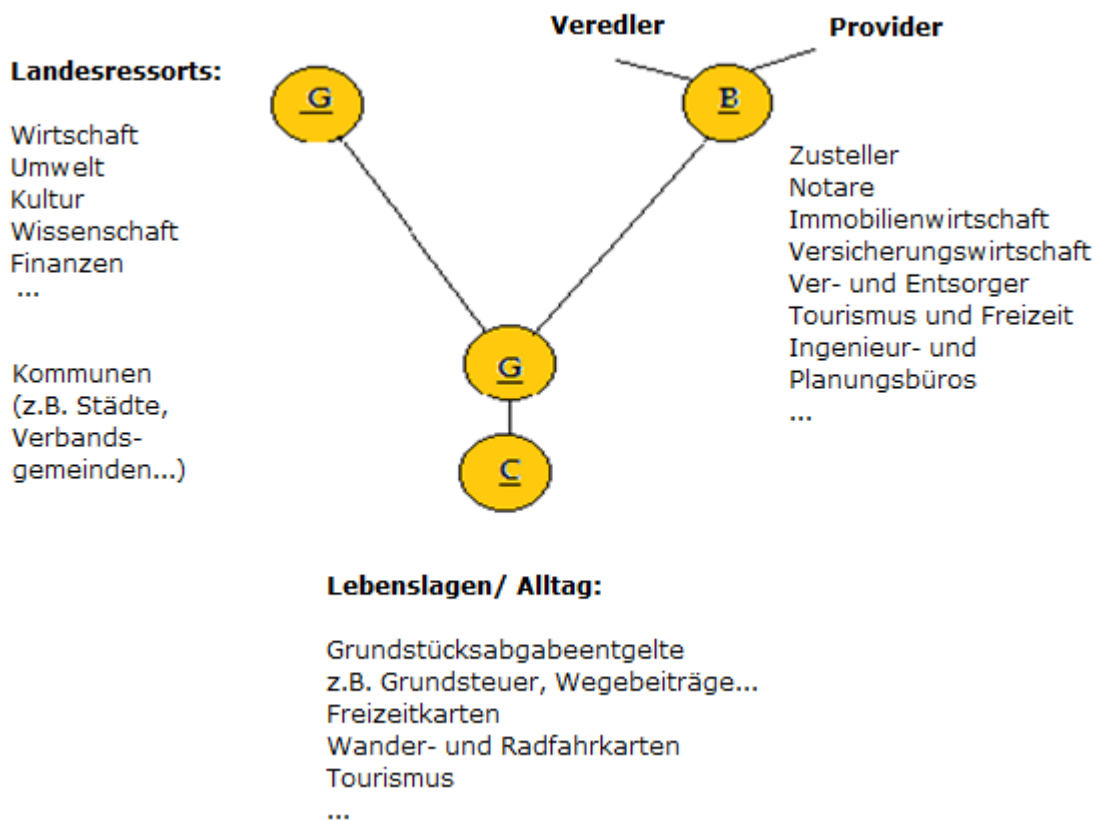 Veredler
Provider
Landesressorts:
G
B
Wirtschaft
Umwelt
Kultur
Wissenschaft
Finanzen
...
Zusteller
Notare
Immobilienwirtschaft
Versicherungswirtschaft
Ver- und Entsorger
Tourismus und Freizeit
Ingenieur- und
Planungsbüros
...
Kommunen
(z.B. Städte,
Verbands-
gemeinden...)
G
C
Lebenslagen/ Alltag:
Grundstücksabgabeentgelte
z.B. Grundsteuer, Wegebeiträge...
Freizeitkarten
Wander- und Radfahrkarten
Tourismus
...